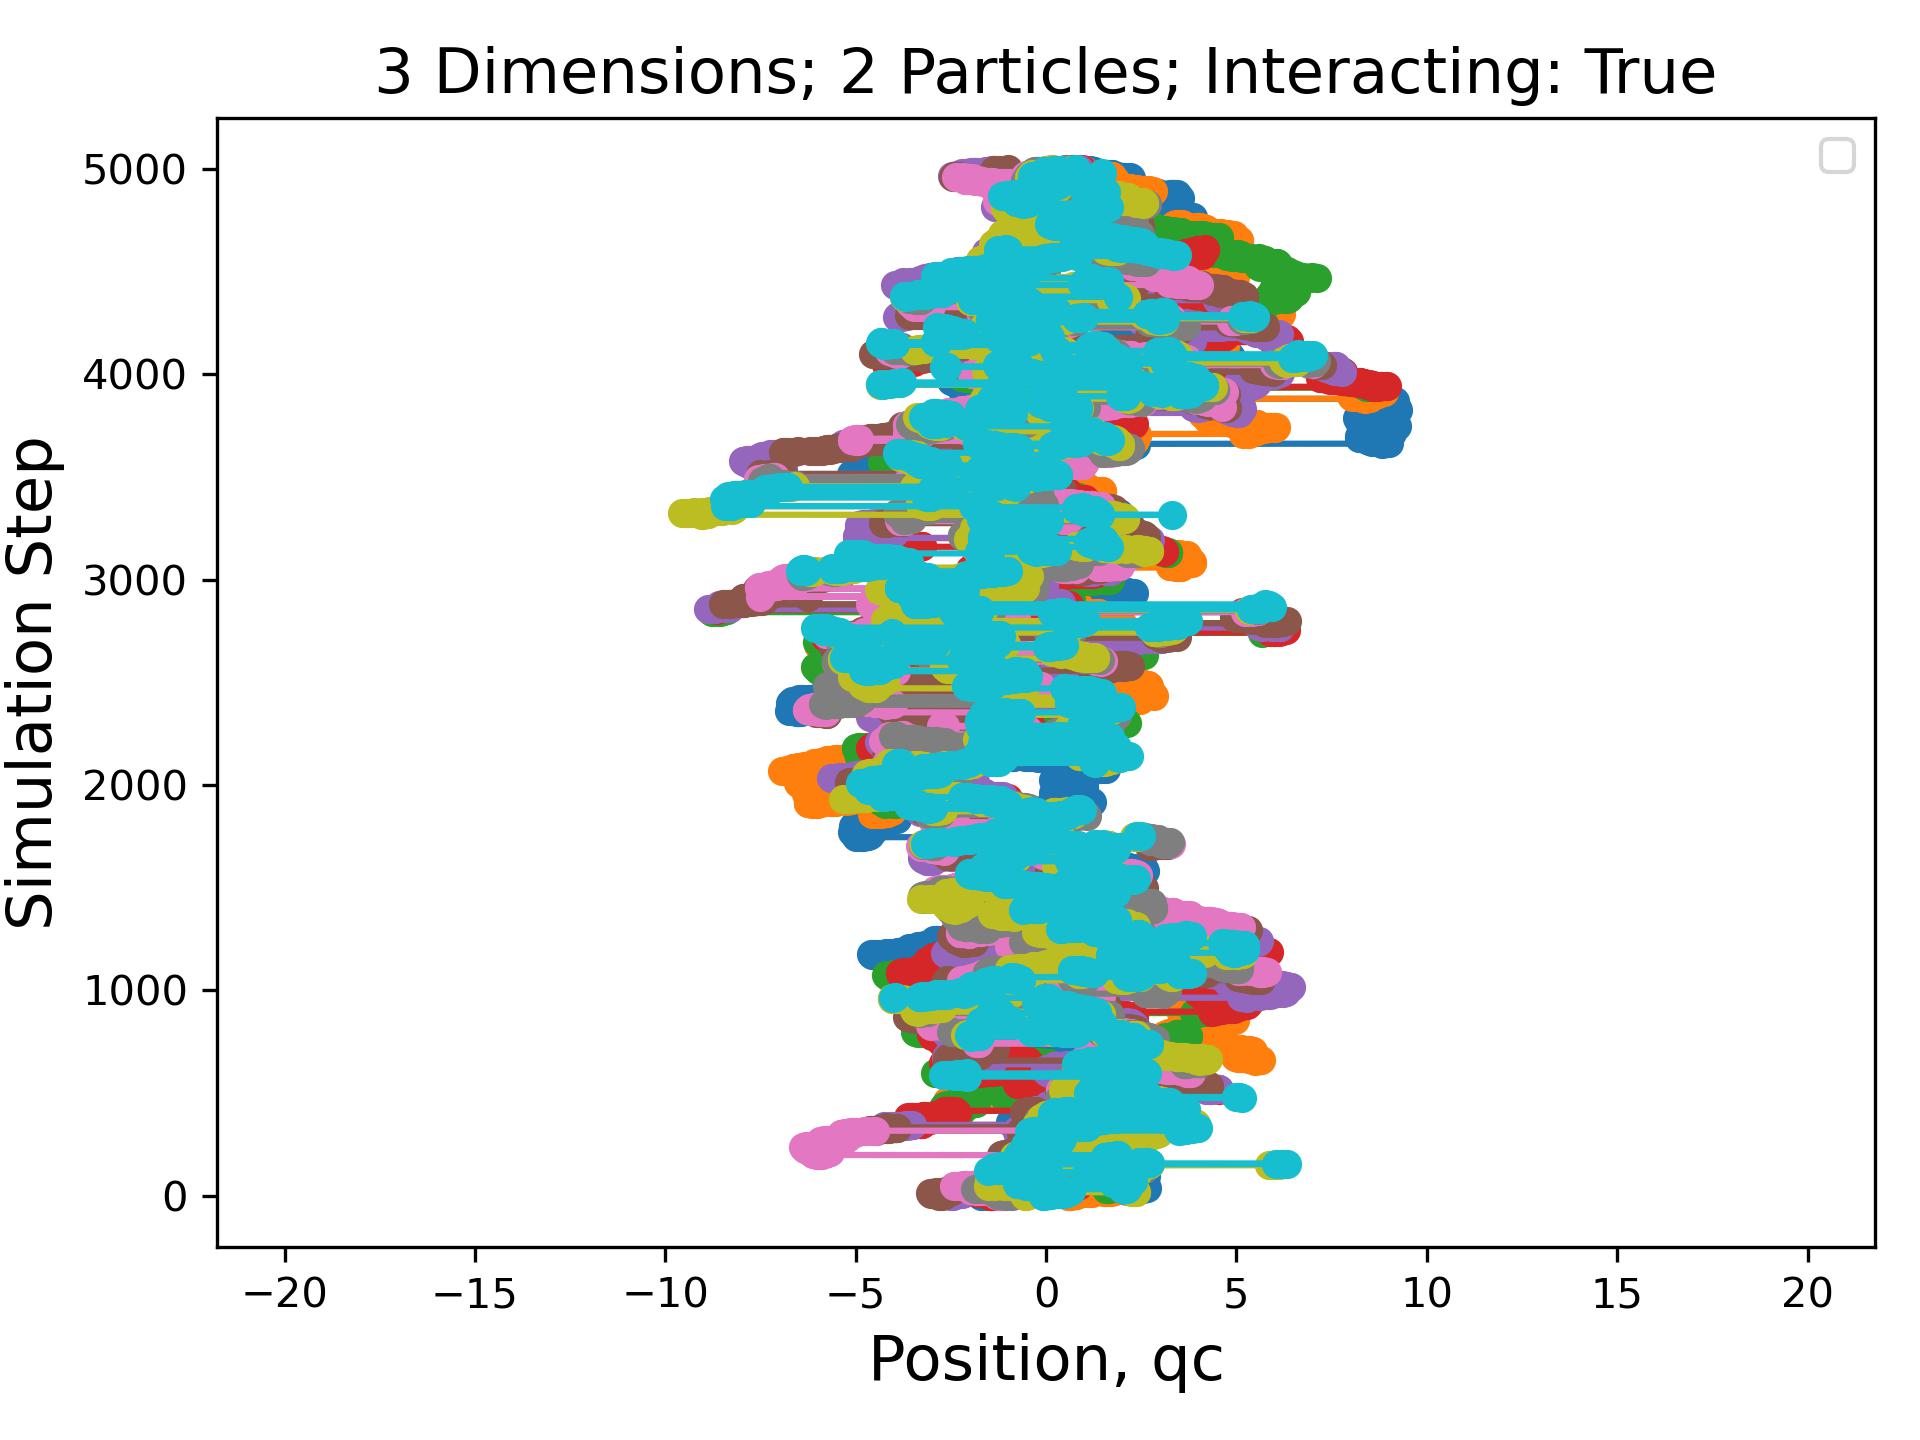 3 Dimensions; 2 Particles; Interacting: True
Simulation Step
5000
4000
3000
2000
1000
0
−20 −15 −10 −5 0 5 10 15 20
Position, qc